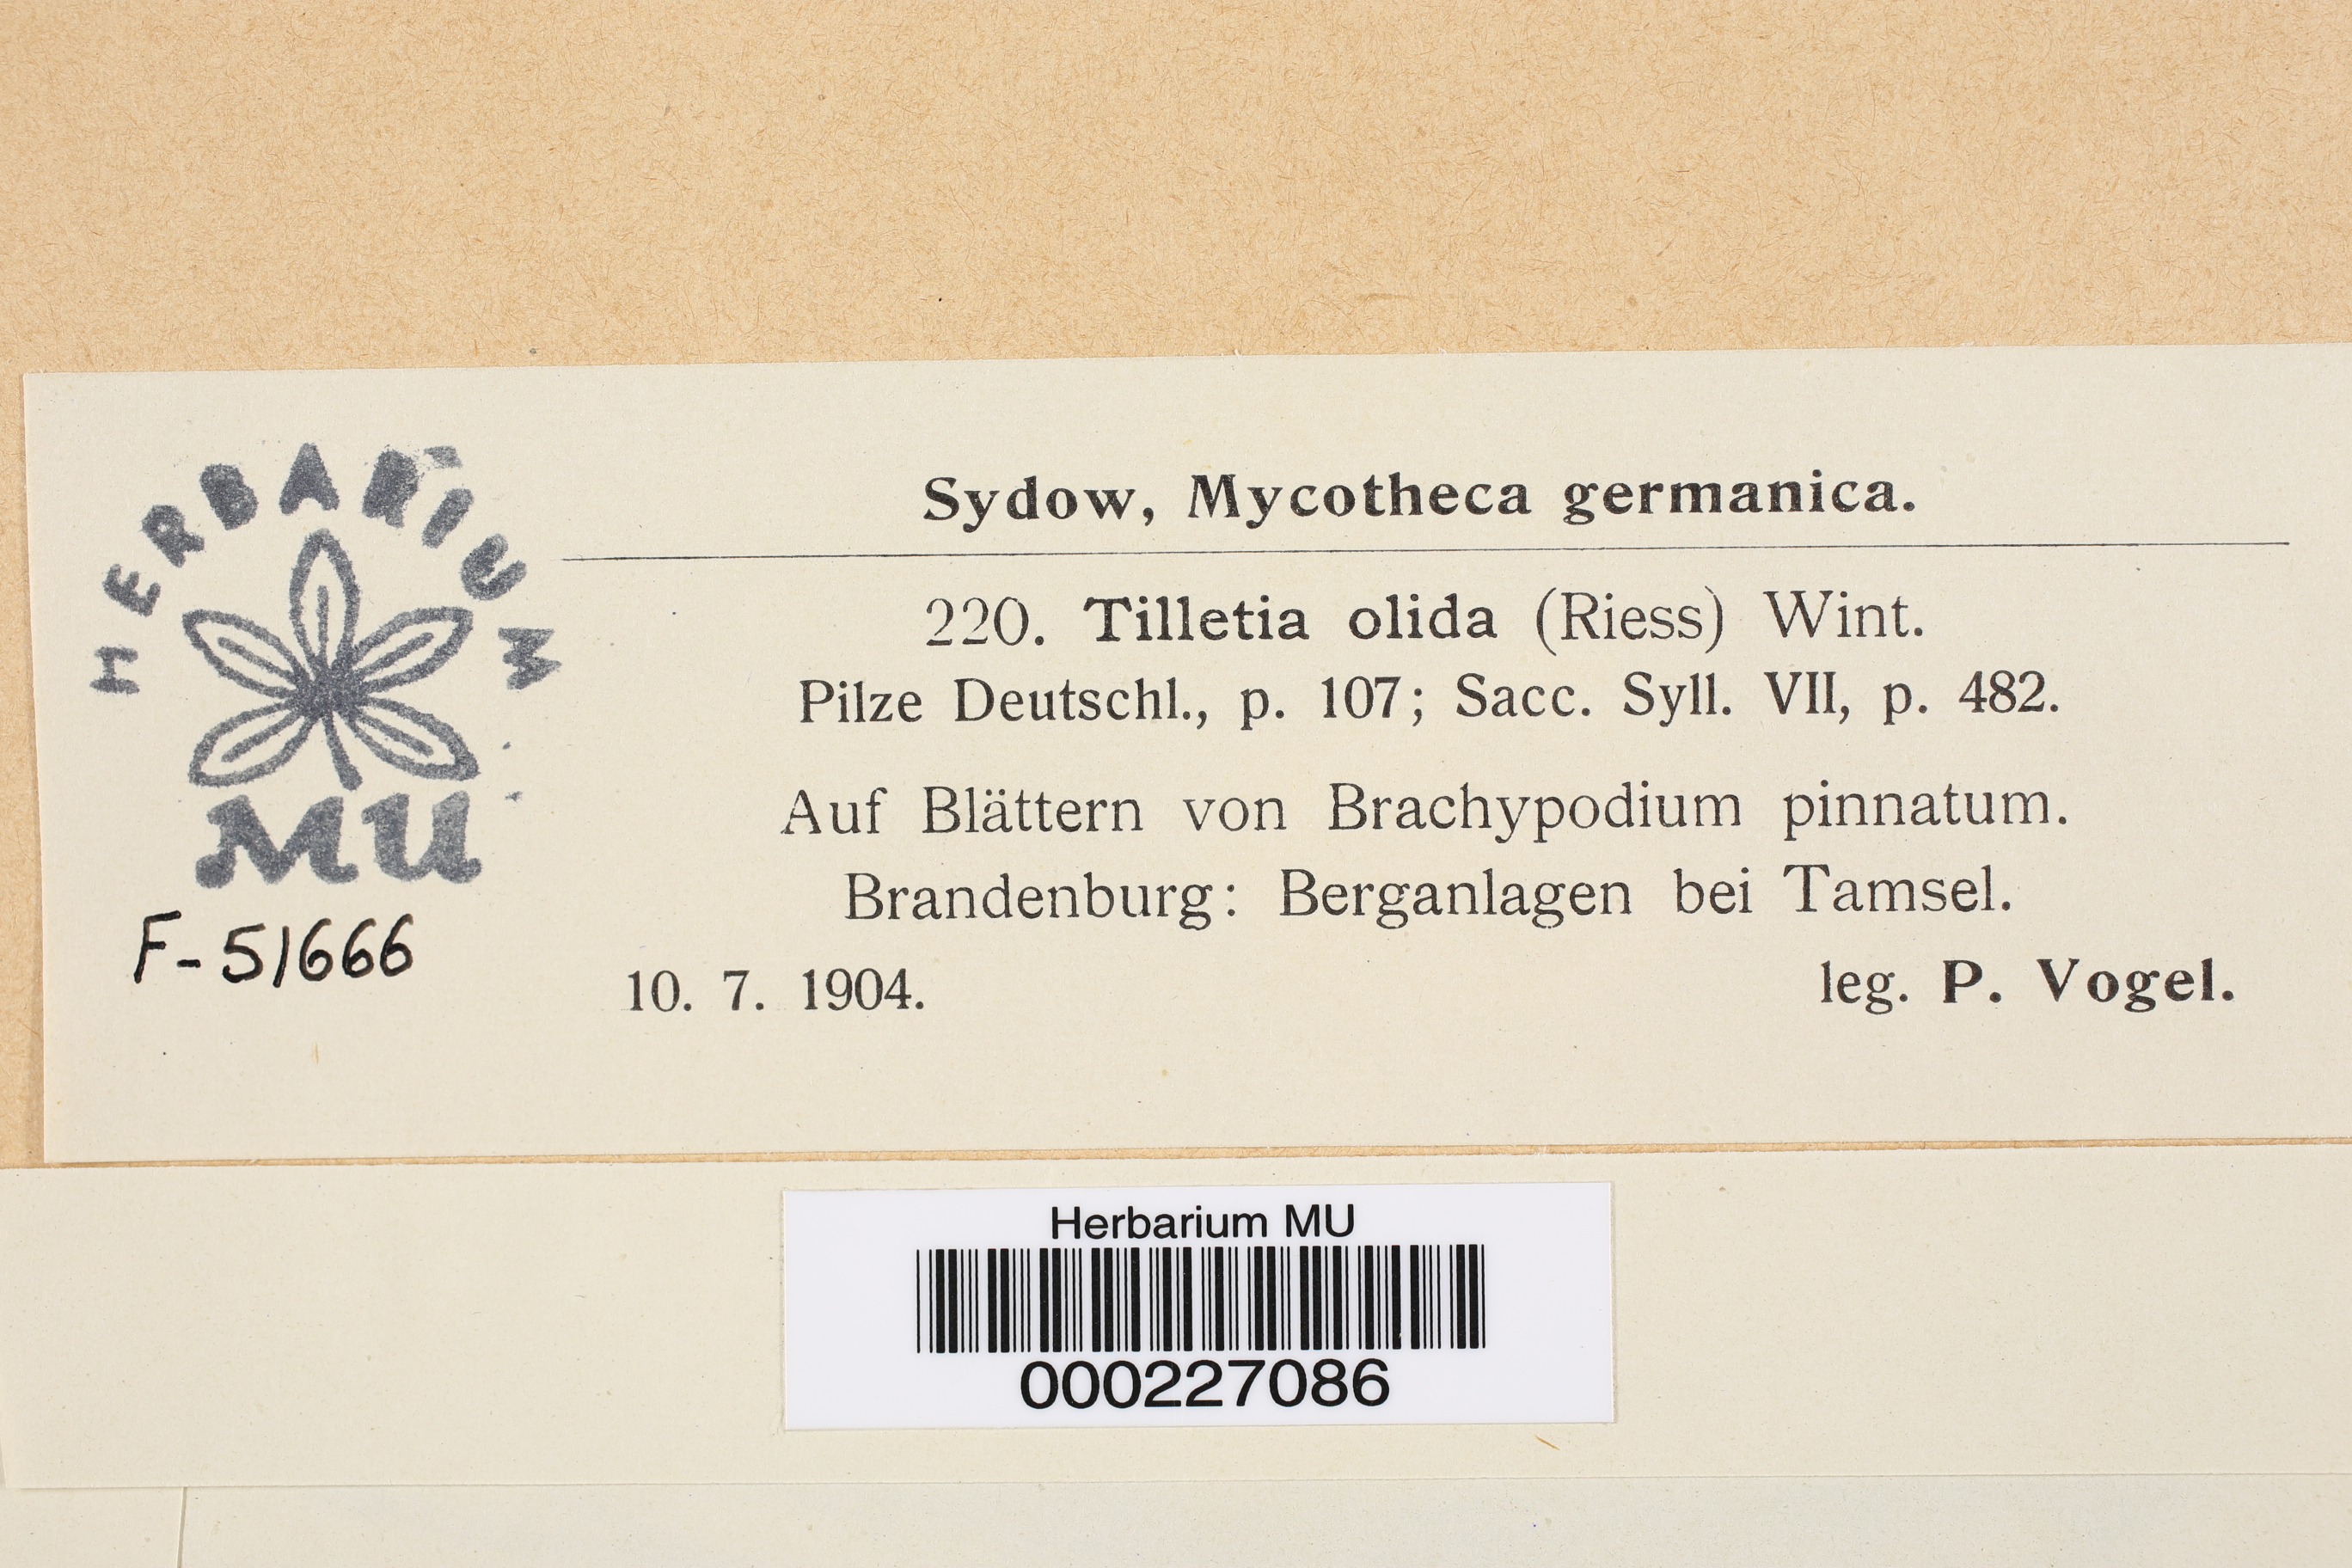 HERBARIUM
MU
F-51666
Sydow, Mycotheca germanica.
220. Tilletia olida (Riess) Wint.
Pilze Deutschl., p. 107; Sacc. Syll. VII, p. 482.
Auf Blättern von Brachypodium pinnatum.
Brandenburg: Berganlagen bei Tamsel.
10. 7. 1904. leg. P. Vogel.
Herbarium MU
000227086